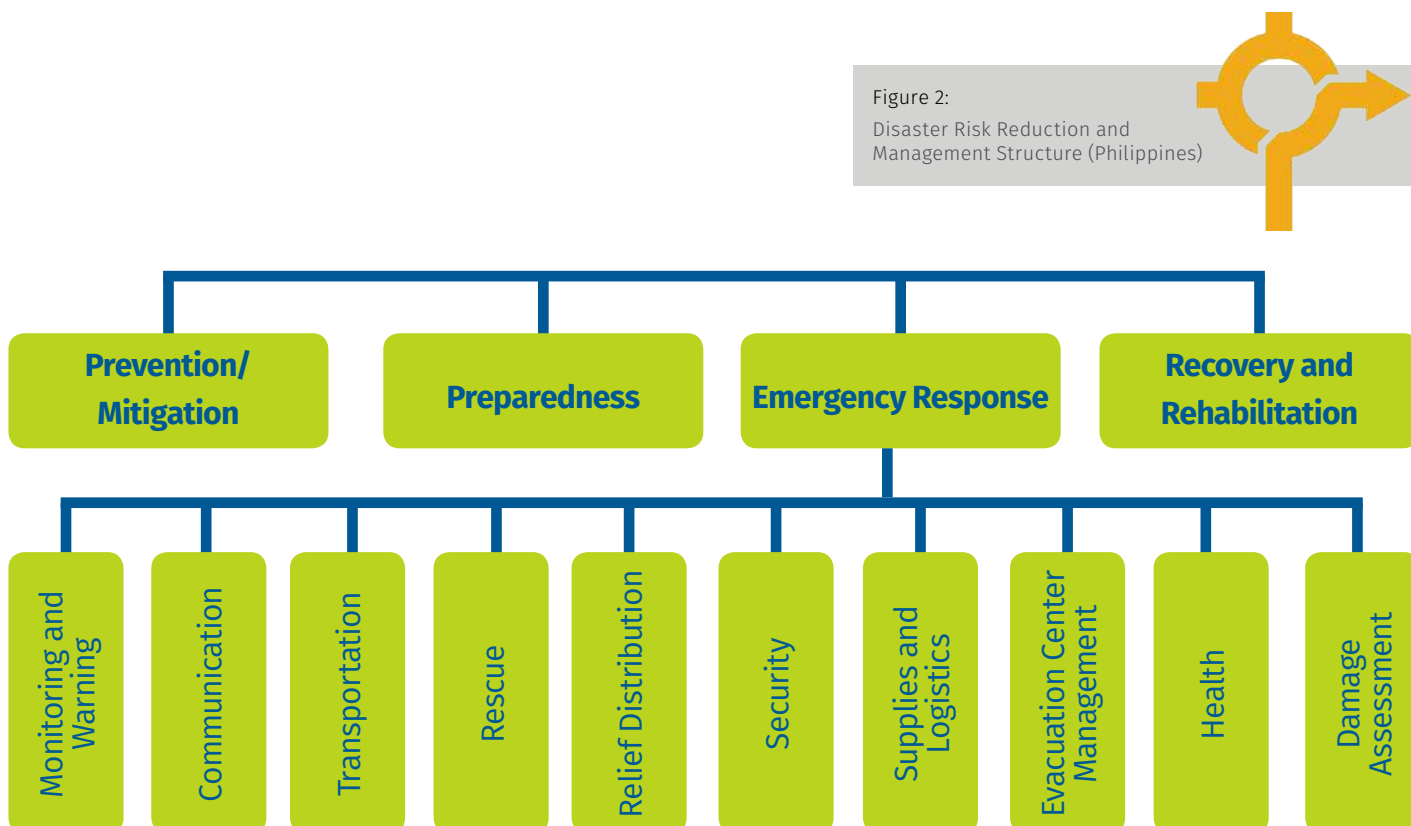 Figure 2:
Disaster Risk Reduction and
Management Structure (Philippines)
Prevention/
Mitigation
Preparedness
Emergency Response
Recovery and
Rehabilitation
Monitoring and
Warning
Communication
Transportation
Rescue
Relief Distribution
Security
Supplies and
Logistics
Evacuation Center
Management
Health
Damage
Assessment